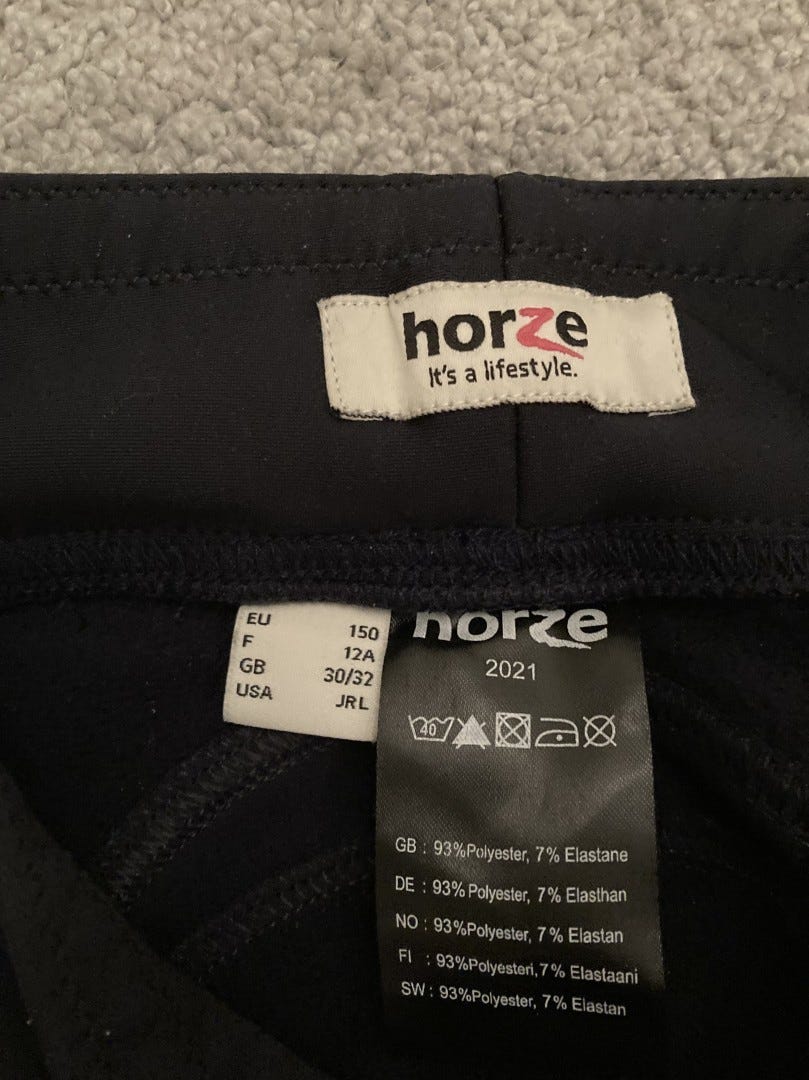 horze
It's a lifestyle.
EU 150
F 12A
GB 30/32
USA JRL
horze
2021
40
GB : 93%Polyester, 7% Elastane
DE : 93% Polyester, 7% Elasthan
NO : 93%Polyester, 7% Elastan
FI : 93%Polyesteri,7% Elastaani
SW : 93%Polyester, 7% Elastan